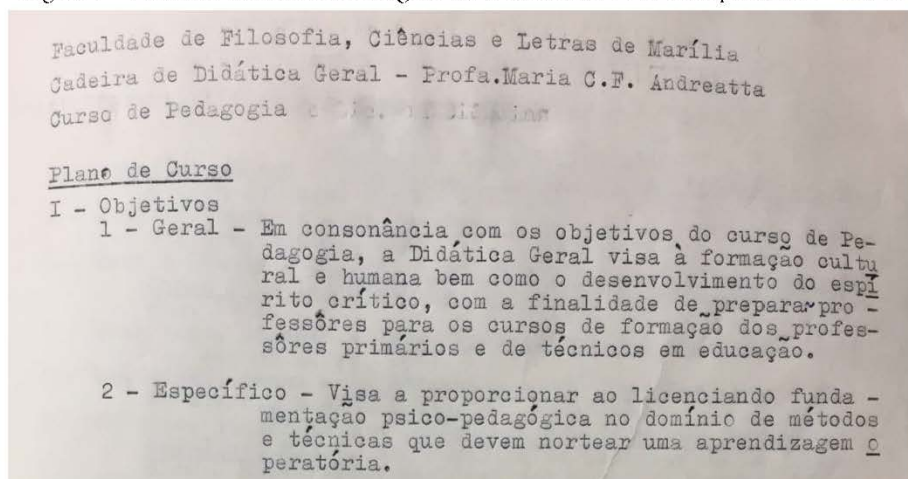 Faculdade de Filosofia, Ciências e Letras de Marília
Cadeira de Didática Geral - Profa.Maria C.F. Andreatta
Curso de Pedagogia
Plano de Curso
I - Objetivos
1 - Geral - Em consonância com os objetivos do curso de Pe-
dagogia, a Didática Geral visa à formação cultu
ral e humana bem como o desenvolvimento do espí
rito crítico, com a finalidade de preparar pro -
fessôres para os cursos de formação dos profes-
sôres primários e de técnicos em educação.
2 - Específico - Visa a proporcionar ao licenciando funda -
mentação psico-pedagógica no domínio de métodos
e técnicas que devem nortear uma aprendizagem o
peratória.